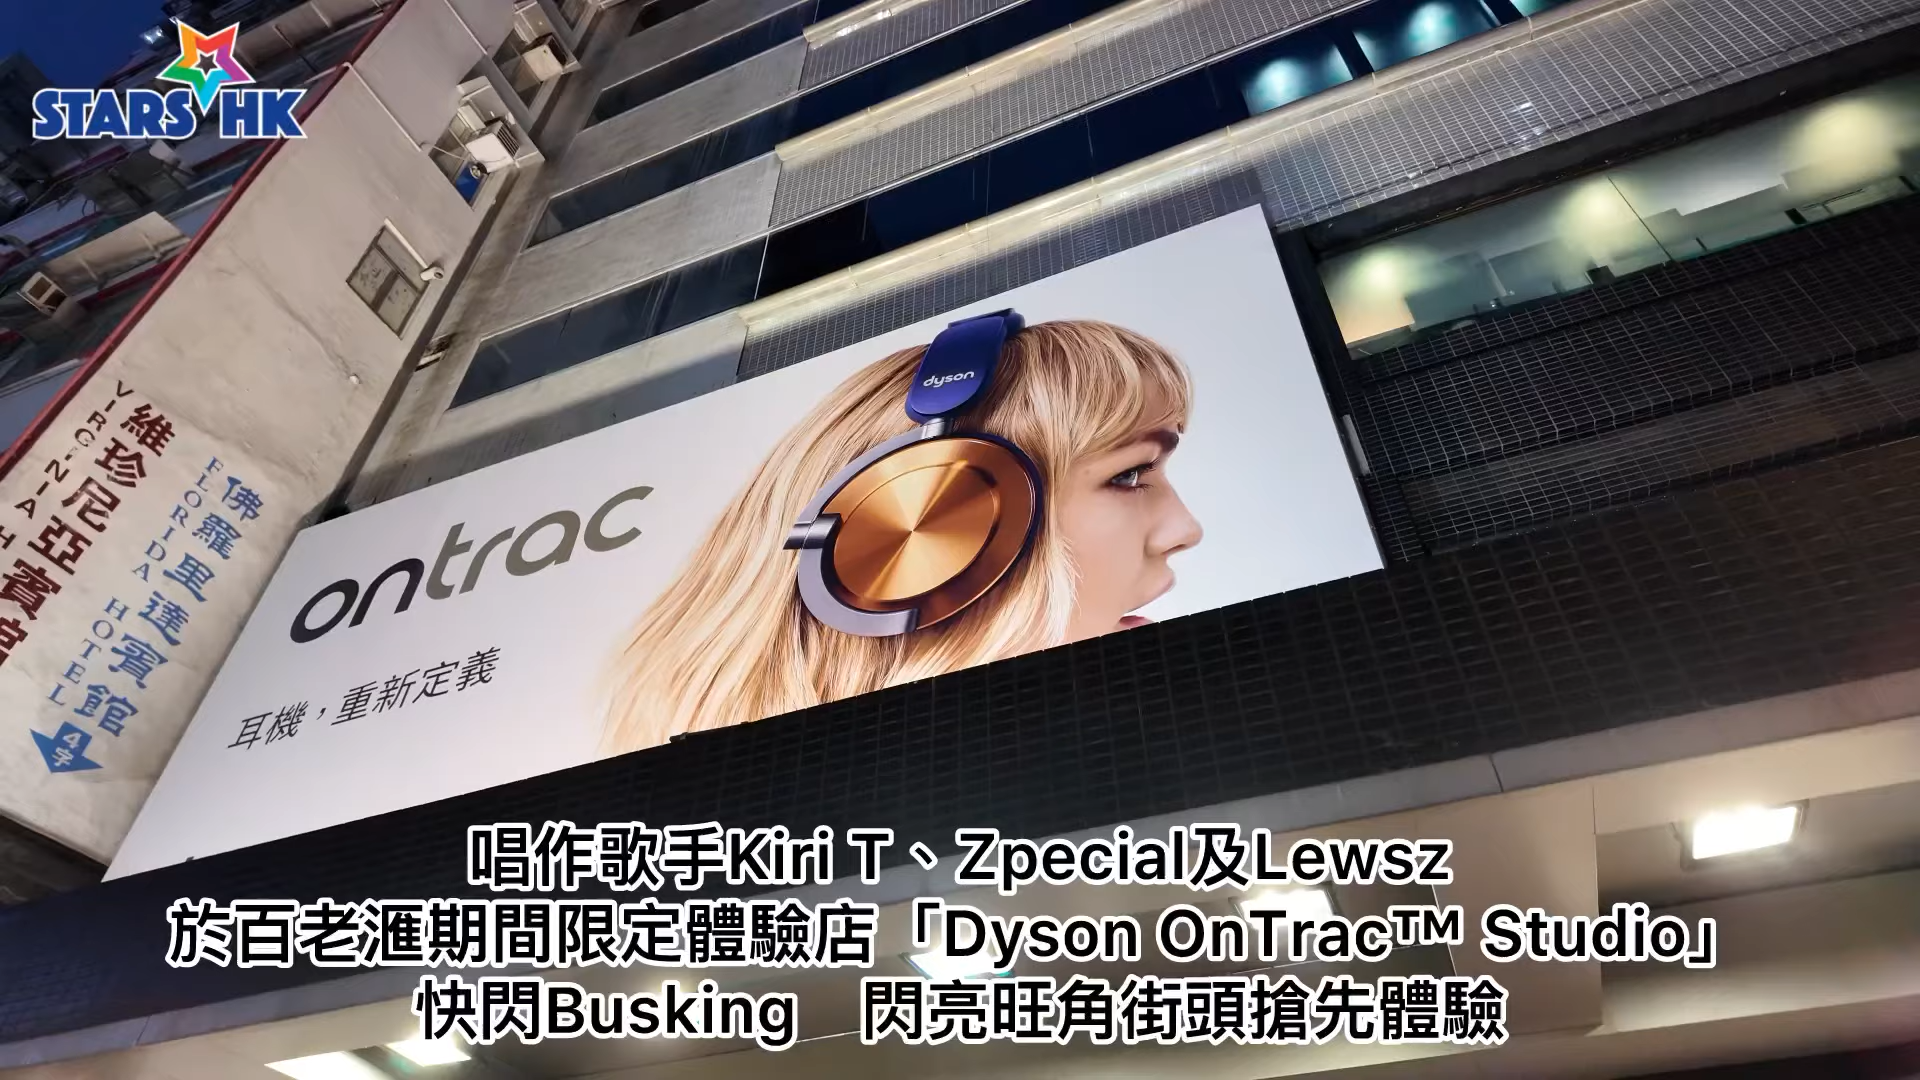 STARS HK
維珍尼亞賓館
VIRGINIA H
佛羅里達賓館
FLORIDA HOTEL
4字
dyson
ontrac
耳機，重新定義
唱作歌手Kiri T、Zpecial及Lewsz
於百老滙期間限定體驗店「Dyson OnTrac™ Studio」
快閃Busking 閃亮旺角街頭搶先體驗